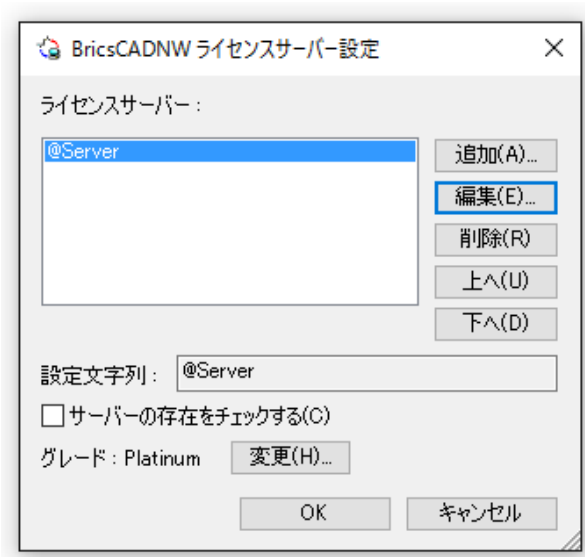 BricsCADNW ライセンスサーバー設定
ライセンスサーバー :
@Server
追加(A)...
編集(E)...
削除(R)
上へ(U)
下へ(D)
設定文字列 : @Server
サーバーの存在をチェックする(C)
グレード : Platinum 変更(H)...
OK キャンセル